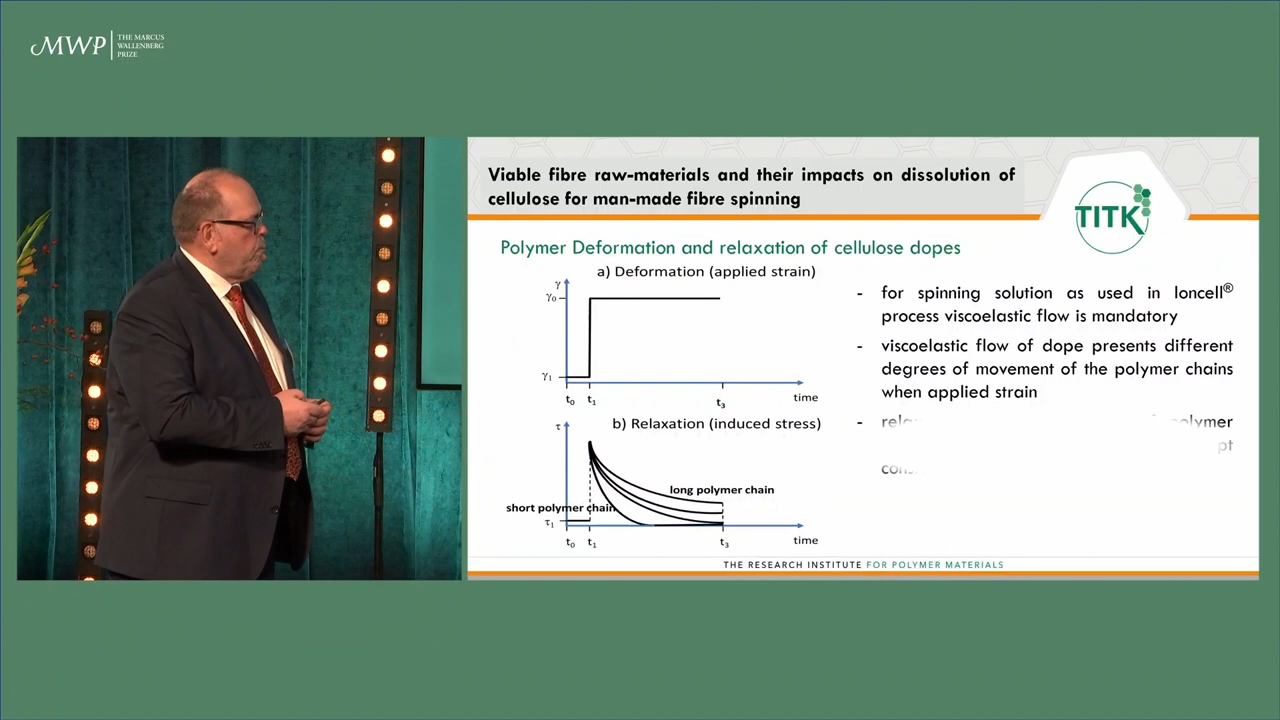 MWP THE MARCUS
WALLENBERG
PRIZE
Viable fibre raw-materials and their impacts on dissolution of
cellulose for man-made fibre spinning
TITK
Polymer Deformation and relaxation of cellulose dopes
a) Deformation (applied strain)
γ
γ₀
γ₁
t₀ t₁ t₃ time
b) Relaxation (induced stress)
τ
long polymer chain
short polymer chain
τ₁
t₀ t₁ t₃ time
- for spinning solution as used in Ioncell®
process viscoelastic flow is mandatory
- viscoelastic flow of dope presents different
degrees of movement of the polymer chains
when applied strain
-
polymer
THE RESEARCH INSTITUTE FOR POLYMER MATERIALS